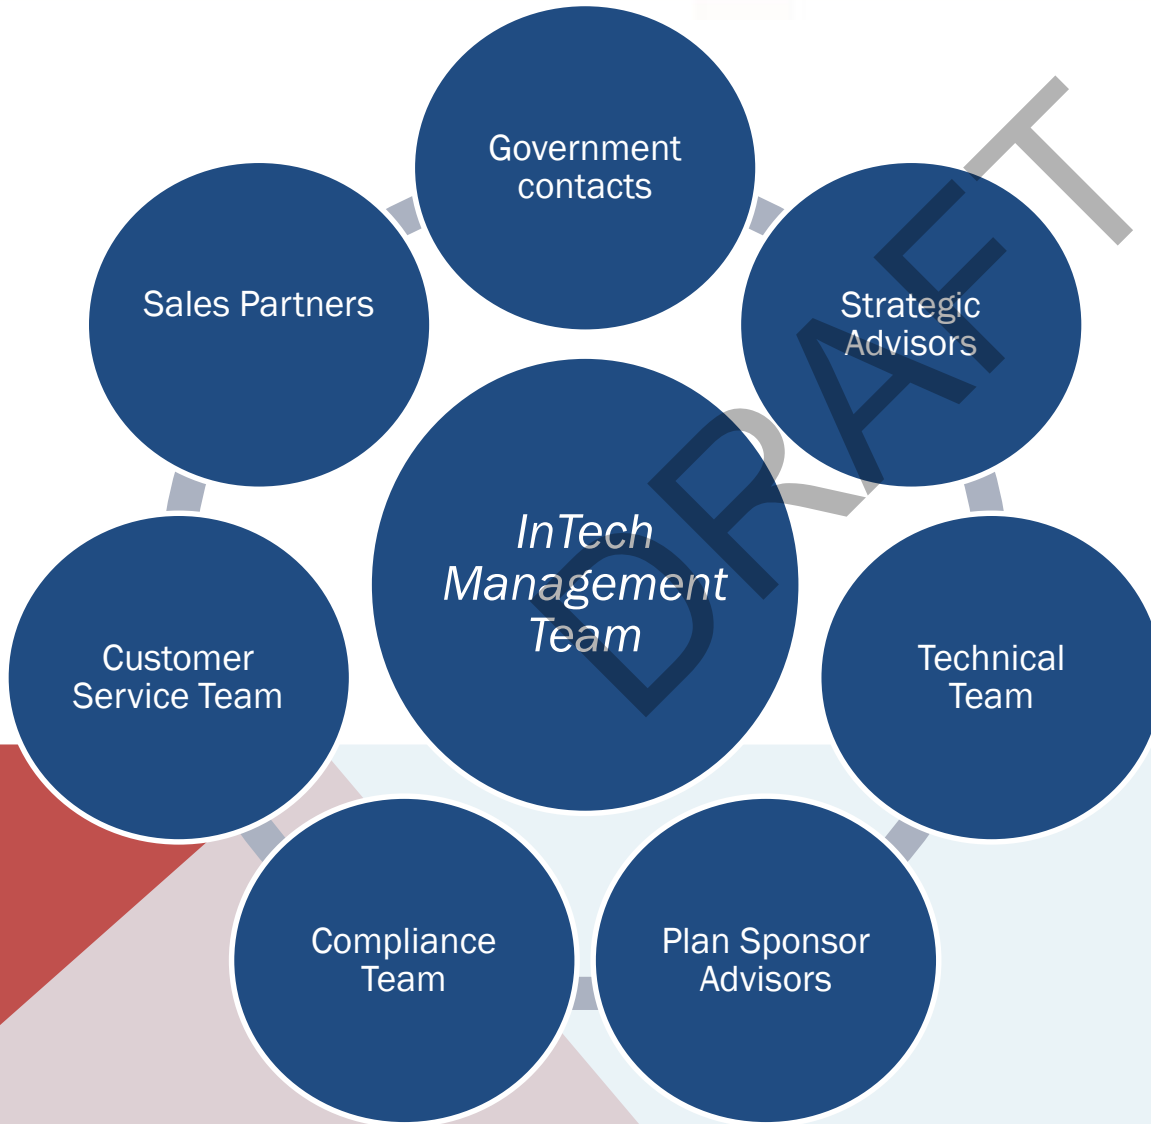 Government
contacts
Strategic
Advisors
Sales Partners
InTech
Management
Team
Technical
Team
Customer
Service Team
Plan Sponsor
Advisors
Compliance
Team
DRAFT